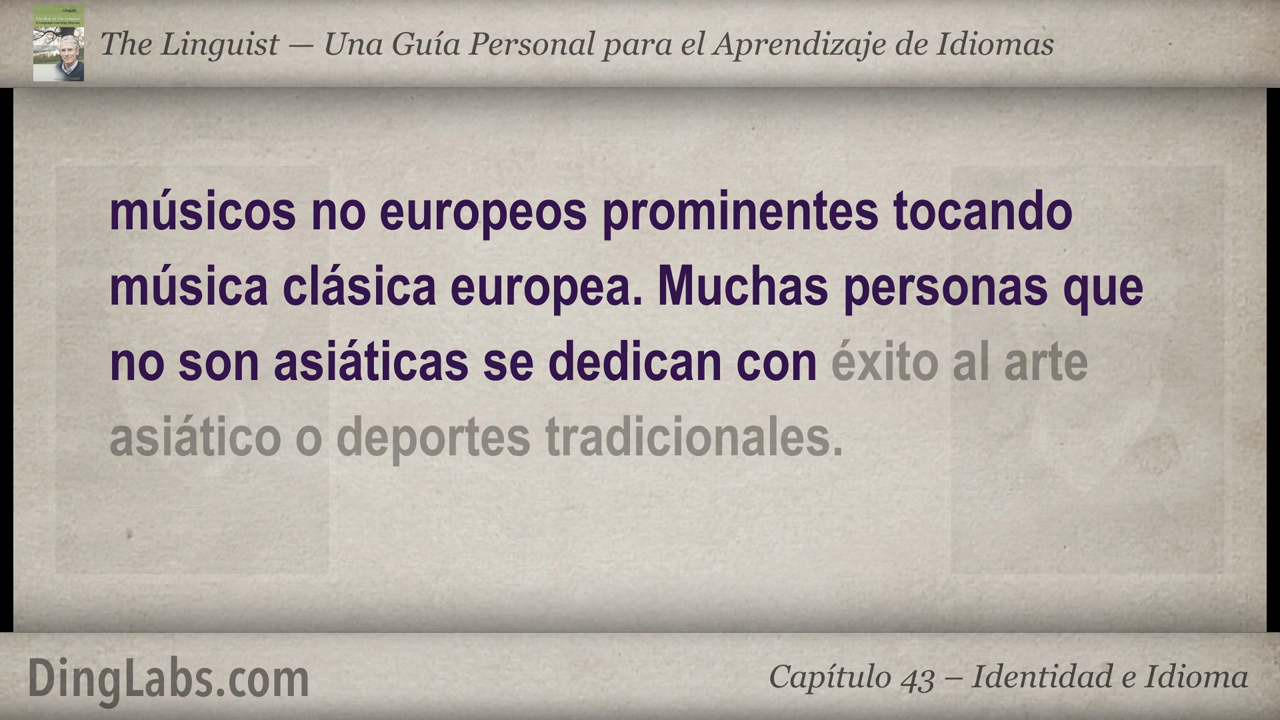 The Linguist — Una Guía Personal para el Aprendizaje de Idiomas
músicos no europeos prominentes tocando
música clásica europea. Muchas personas que
no son asiáticas se dedican con éxito al arte
asiático o deportes tradicionales.
DingLabs.com
Capítulo 43 – Identidad e Idioma